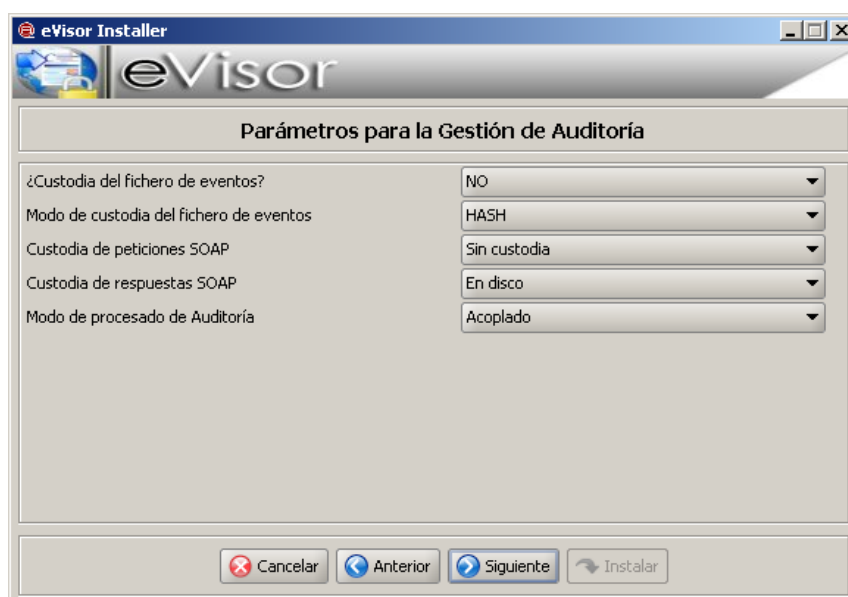 eVisor Installer
eVisor
Parámetros para la Gestión de Auditoría
¿Custodia del fichero de eventos? NO
Modo de custodia del fichero de eventos HASH
Custodia de peticiones SOAP Sin custodia
Custodia de respuestas SOAP En disco
Modo de procesado de Auditoría Acoplado
Cancelar Anterior Siguiente Instalar